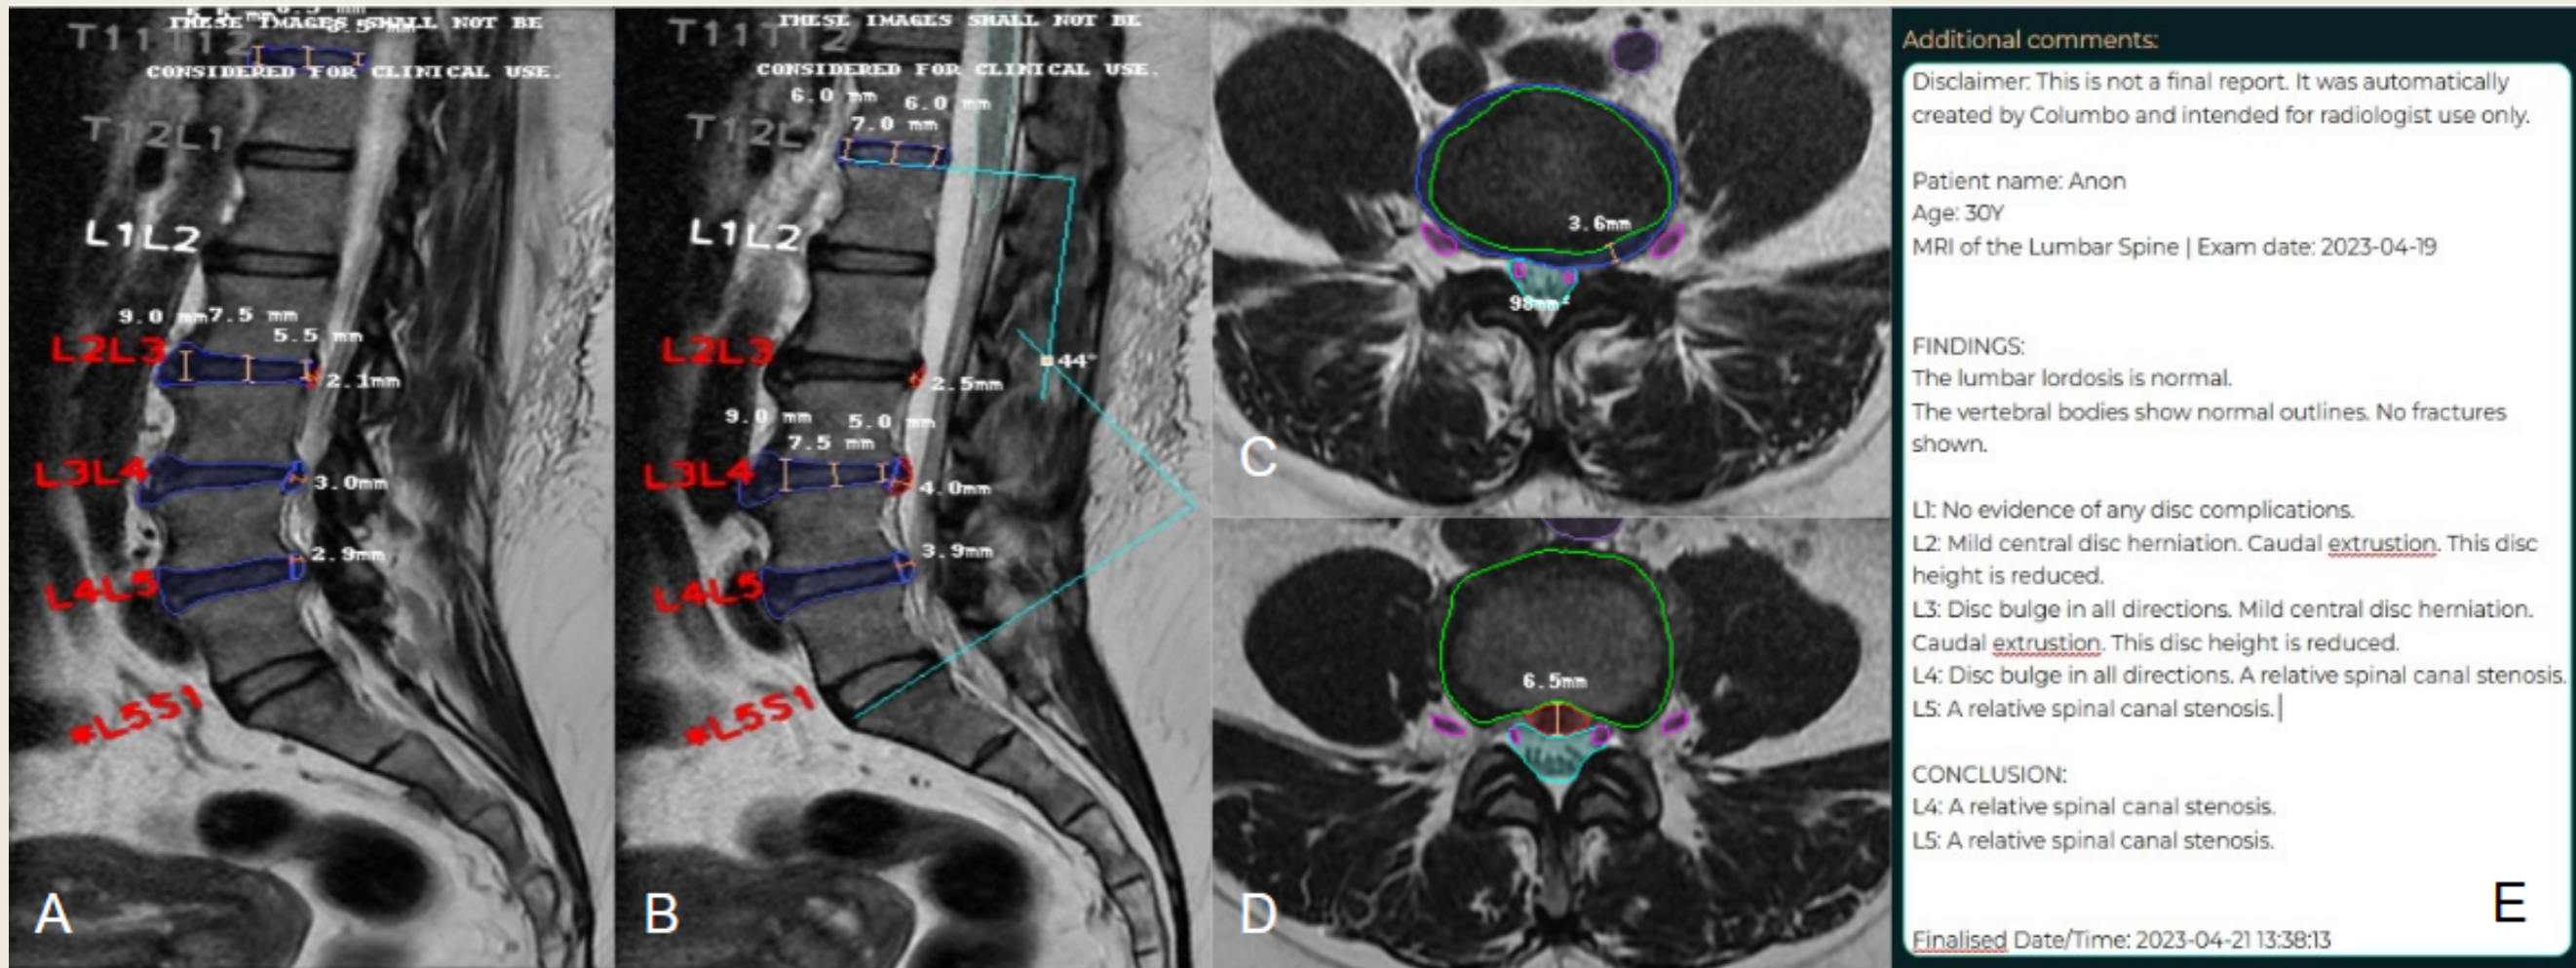 THESE IMAGES SHALL NOT BE
T11T12
CONSIDERED FOR CLINICAL USE.
T12L1
L1L2
9.0 mm 7.5 mm
5.5 mm
L2L3
2.1mm
L3L4
3.0mm
2.9mm
L4L5
*L5S1
A
THESE IMAGES SHALL NOT BE
T11T12
CONSIDERED FOR CLINICAL USE.
6.0 mm 6.0 mm
T12L1 7.0 mm
L1L2
L2L3
44°
2.5mm
9.0 mm 5.0 mm
7.5 mm
L3L4
4.0mm
3.9mm
L4L5
*L5S1
B
3.6mm
98mm²
C
6.5mm
D
Additional comments:
Disclaimer: This is not a final report. It was automatically
created by Columbo and intended for radiologist use only.
Patient name: Anon
Age: 30Y
MRI of the Lumbar Spine | Exam date: 2023-04-19
FINDINGS:
The lumbar lordosis is normal.
The vertebral bodies show normal outlines. No fractures
shown.
L1: No evidence of any disc complications.
L2: Mild central disc herniation. Caudal extrustion. This disc
height is reduced.
L3: Disc bulge in all directions. Mild central disc herniation.
Caudal extrustion. This disc height is reduced.
L4: Disc bulge in all directions. A relative spinal canal stenosis.
L5: A relative spinal canal stenosis.
CONCLUSION:
L4: A relative spinal canal stenosis.
L5: A relative spinal canal stenosis.
E
Finalised Date/Time: 2023-04-21 13:38:13